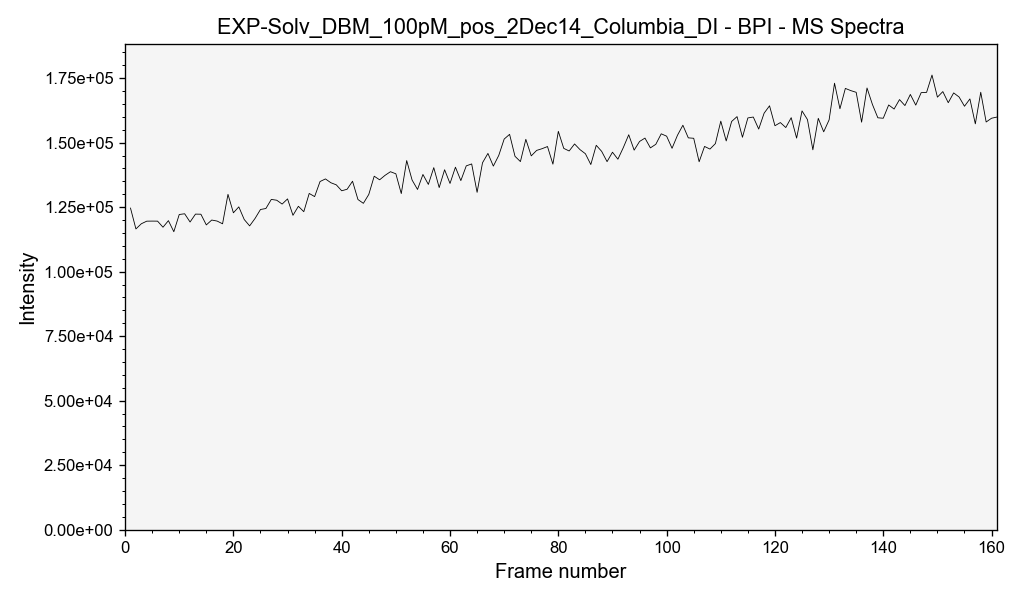 EXP-Solv_DBM_100pM_pos_2Dec14_Columbia_DI - BPI - MS Spectra
1.75e+05
1.50e+05
1.25e+05
1.00e+05
7.50e+04
5.00e+04
2.50e+04
0.00e+00
Intensity
0 20 40 60 80 100 120 140 160
Frame number